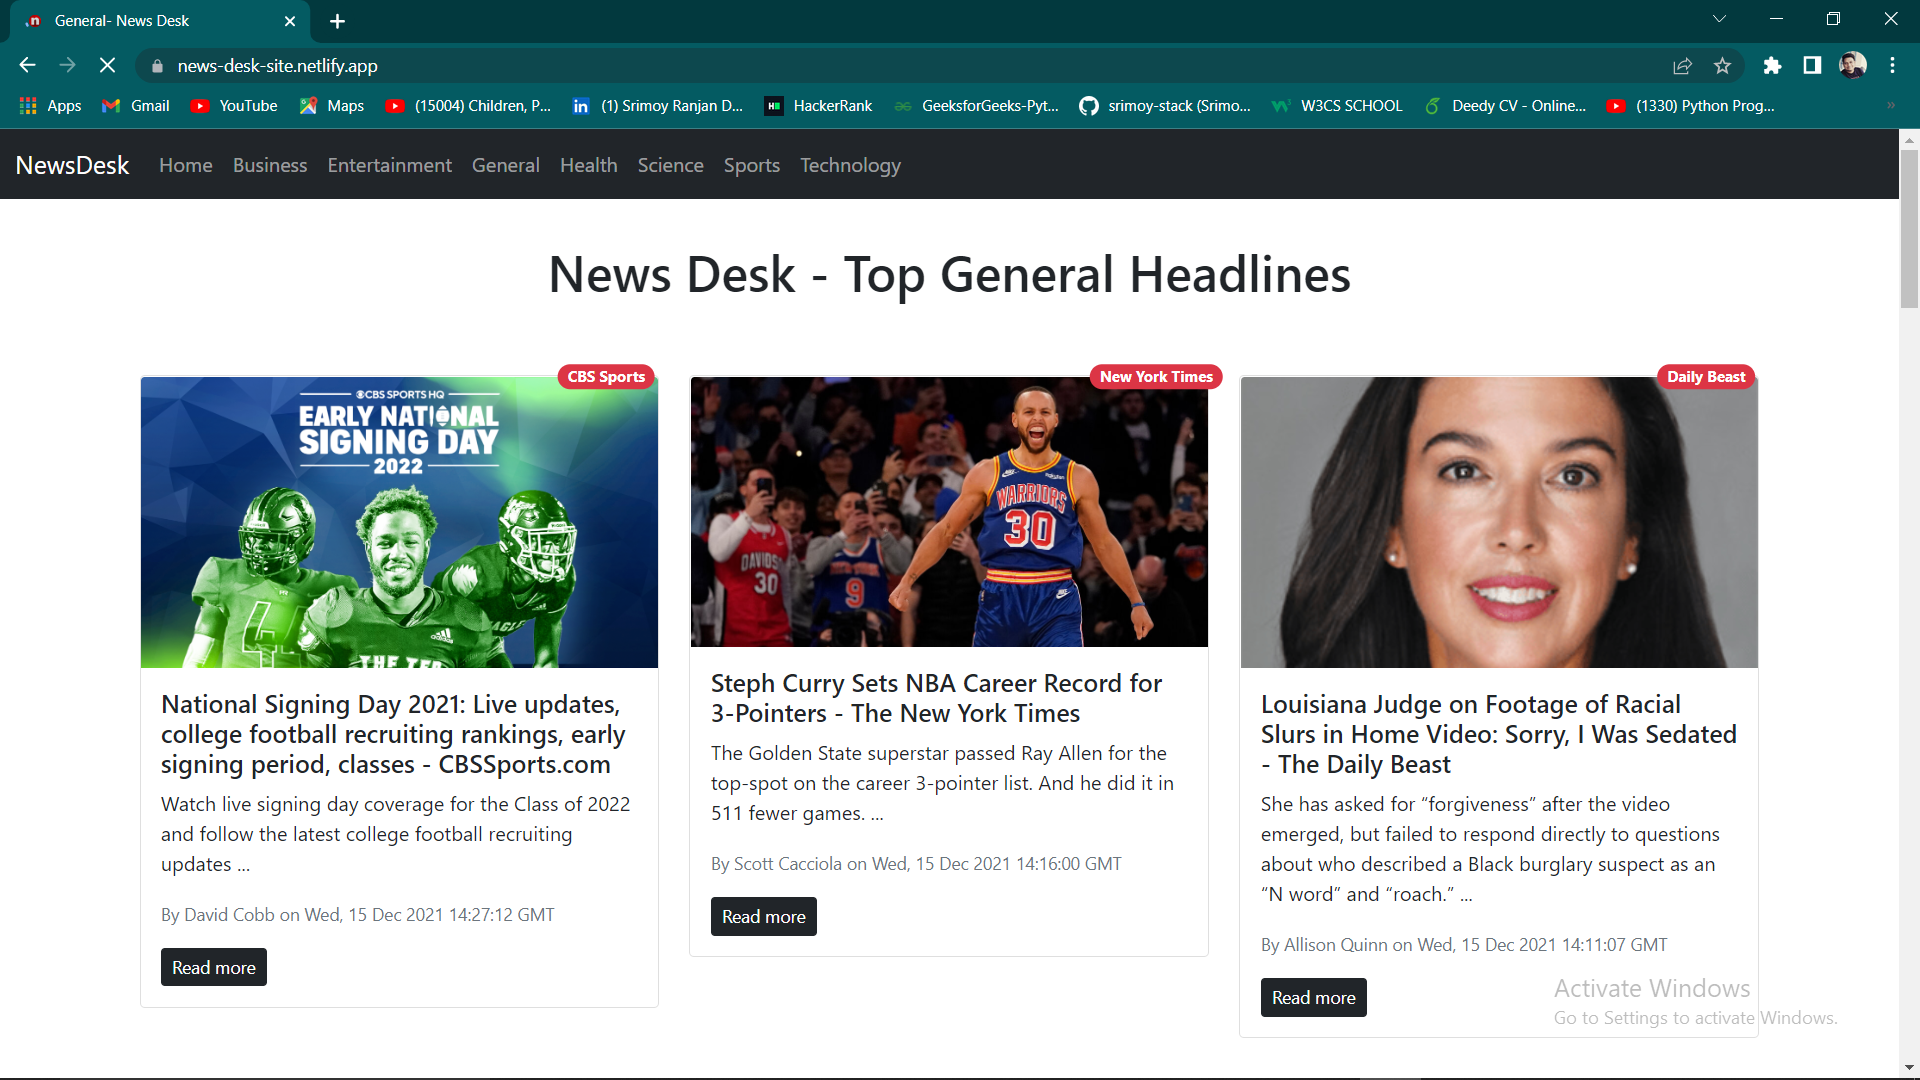 General- News Desk
news-desk-site.netlify.app
Apps Gmail YouTube Maps (15004) Children, P... (1) Srimoy Ranjan D... HackerRank GeeksforGeeks-Pyt... srimoy-stack (Srimo... W3CS SCHOOL Deedy CV - Online... (1330) Python Prog...
NewsDesk Home Business Entertainment General Health Science Sports Technology
News Desk - Top General Headlines
CBS Sports
CBS SPORTS HQ
EARLY NATIONAL
SIGNING DAY
2022
National Signing Day 2021: Live updates,
college football recruiting rankings, early
signing period, classes - CBSSports.com
Watch live signing day coverage for the Class of 2022
and follow the latest college football recruiting
updates ...
By David Cobb on Wed, 15 Dec 2021 14:27:12 GMT
Read more
New York Times
WARRIORS
30
DAVIDS
30
9
Steph Curry Sets NBA Career Record for
3-Pointers - The New York Times
The Golden State superstar passed Ray Allen for the
top-spot on the career 3-pointer list. And he did it in
511 fewer games. ...
By Scott Cacciola on Wed, 15 Dec 2021 14:16:00 GMT
Read more
Daily Beast
Louisiana Judge on Footage of Racial
Slurs in Home Video: Sorry, I Was Sedated
- The Daily Beast
She has asked for “forgiveness” after the video
emerged, but failed to respond directly to questions
about who described a Black burglary suspect as an
“N word” and “roach.” ...
By Allison Quinn on Wed, 15 Dec 2021 14:11:07 GMT
Read more
Activate Windows
Go to Settings to activate Windows.